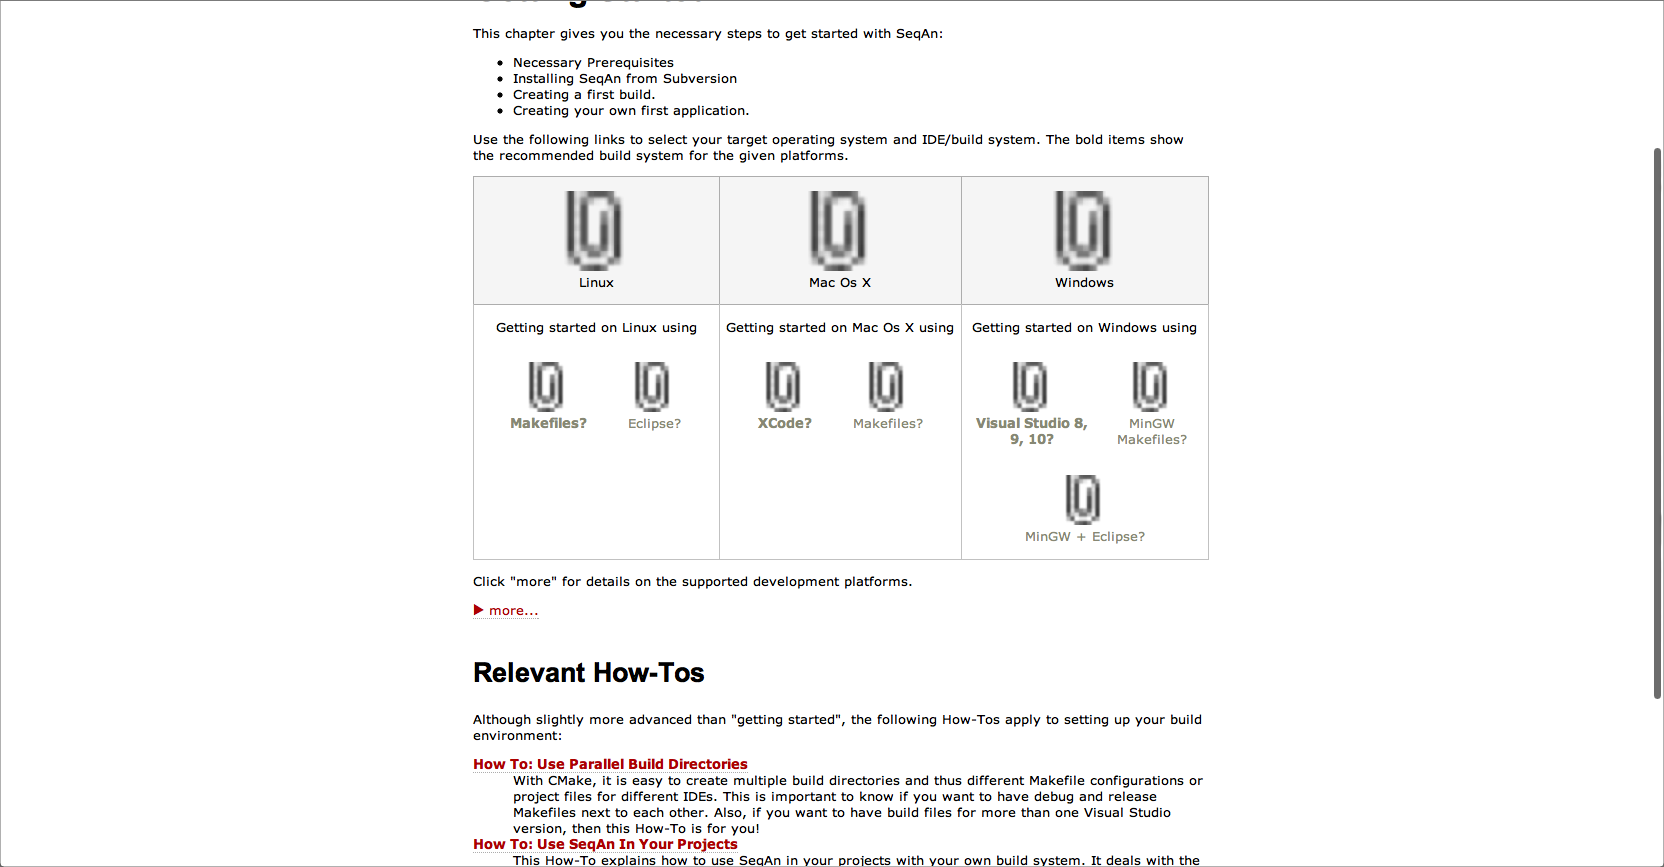 This chapter gives you the necessary steps to get started with SeqAn:
Necessary Prerequisites
Installing SeqAn from Subversion
Creating a first build.
Creating your own first application.
Use the following links to select your target operating system and IDE/build system. The bold items show
the recommended build system for the given platforms.
Linux
Mac Os X
Windows
Getting started on Linux using
Makefiles?
Eclipse?
Getting started on Mac Os X using
XCode?
Makefiles?
Getting started on Windows using
Visual Studio 8,
9, 10?
MinGW
Makefiles?
MinGW + Eclipse?
Click "more" for details on the supported development platforms.
more...
Relevant How-Tos
Although slightly more advanced than "getting started", the following How-Tos apply to setting up your build
environment:
How To: Use Parallel Build Directories
With CMake, it is easy to create multiple build directories and thus different Makefile configurations or
project files for different IDEs. This is important to know if you want to have debug and release
Makefiles next to each other. Also, if you want to have build files for more than one Visual Studio
version, then this How-To is for you!
How To: Use SeqAn In Your Projects
This How-To explains how to use SeqAn in your projects with your own build system. It deals with the